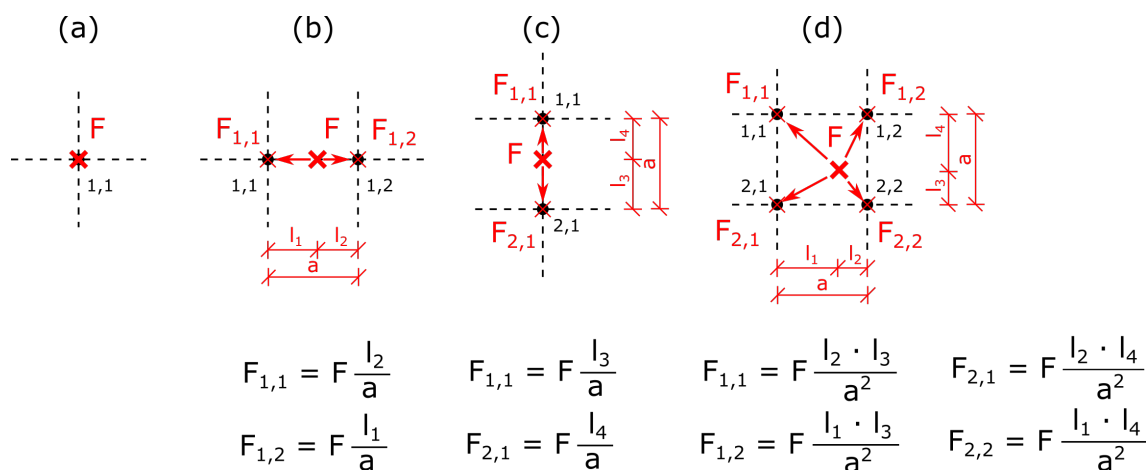 (a) (b) (c) (d)
F
1,1
F1,1 F F1,2
1,1 1,2
l1 l2
a
F1,1 1,1
F
F2,1 2,1
l4
l3
a
F1,1 F1,2
1,1 F 1,2
2,1 2,2
F2,1 F2,2
l4
l3
a
l1 l2
a
F1,1 = F l2/a
F1,2 = F l1/a
F1,1 = F l3/a
F2,1 = F l4/a
F1,1 = F l2 · l3/a²
F1,2 = F l1 · l3/a²
F2,1 = F l2 · l4/a²
F2,2 = F l1 · l4/a²